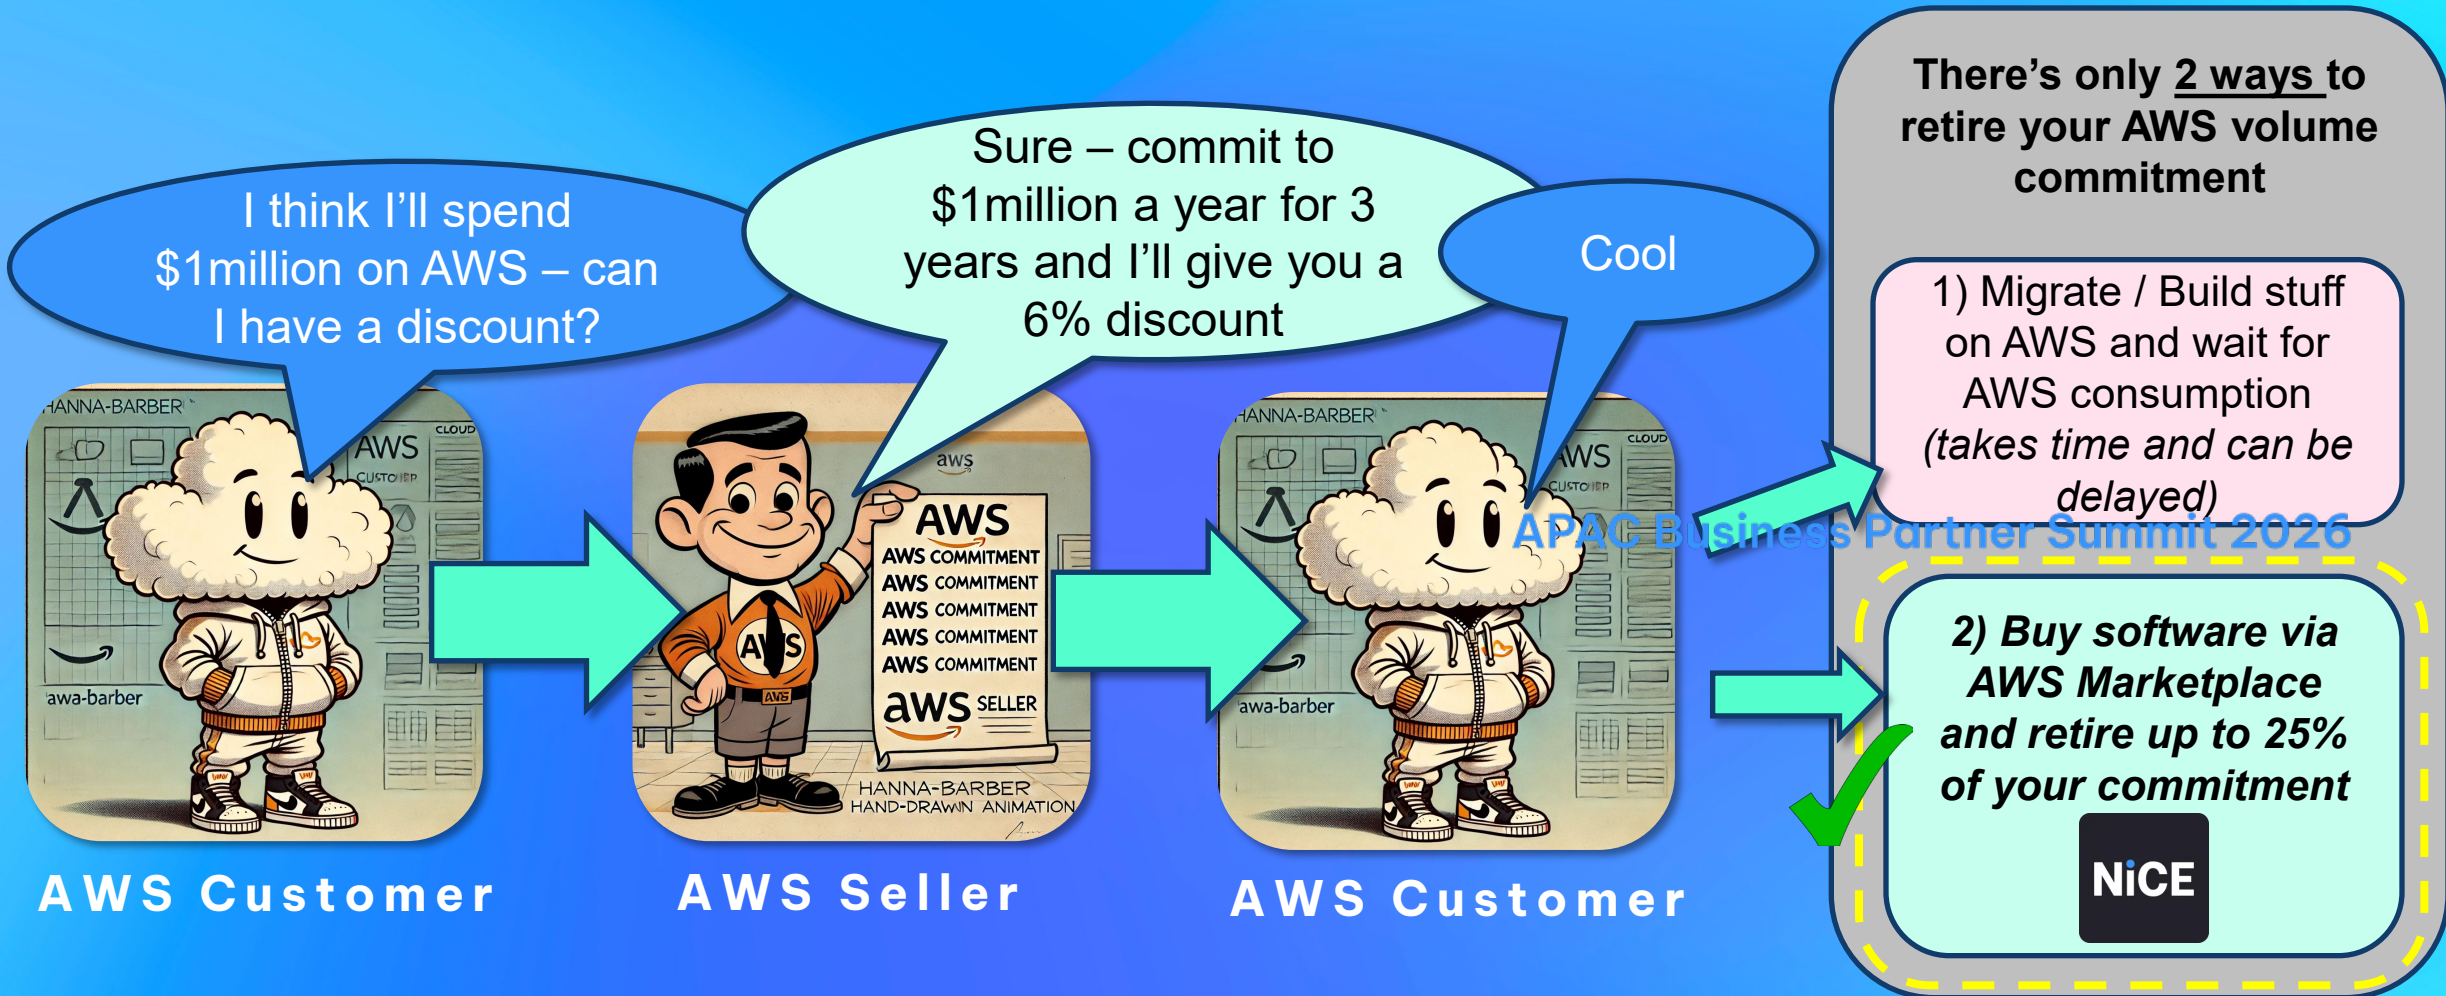 I think I'll spend
$1million on AWS – can
I have a discount?
Sure – commit to
$1million a year for 3
years and I'll give you a
6% discount
Cool
There's only 2 ways to
retire your AWS volume
commitment
1) Migrate / Build stuff
on AWS and wait for
AWS consumption
(takes time and can be
delayed)
APAC Business Partner Summit 2026
2) Buy software via
AWS Marketplace
and retire up to 25%
of your commitment
NiCE
HANNA-BARBER
AWS
CLOUD
awa-barber
AWS Customer
aws
AWS
AWS COMMITMENT
AWS COMMITMENT
AWS COMMITMENT
AWS COMMITMENT
AWS COMMITMENT
aws SELLER
AWS
AWS
HANNA-BARBER
HAND-DRAWN ANIMATION
AWS Seller
HANNA-BARBER
AWS
CLOUD
awa-barber
AWS Customer